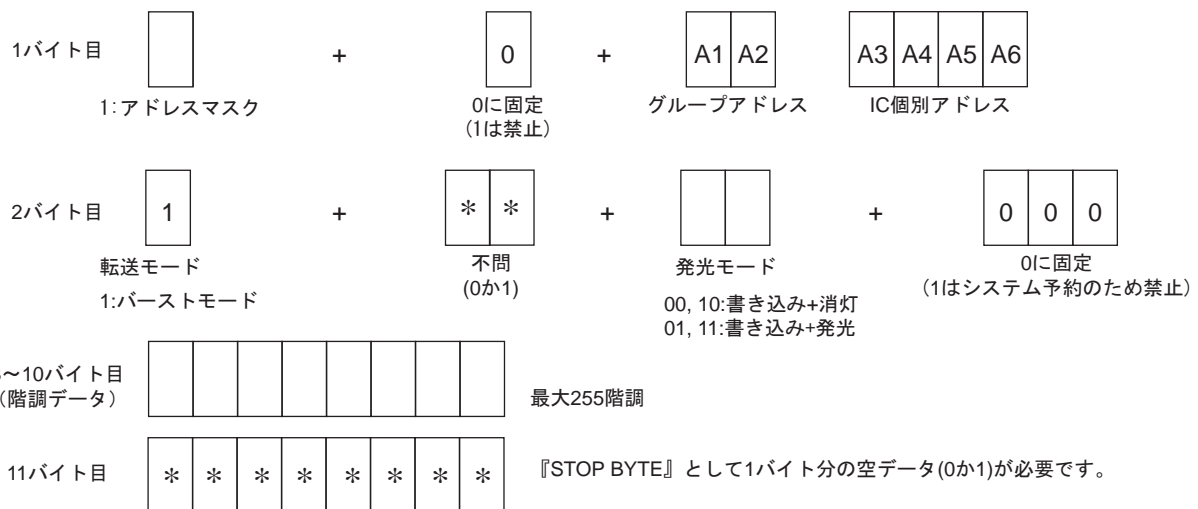 1バイト目 + 0 + A1 A2 A3 A4 A5 A6
1:アドレスマスク 0に固定 グループアドレス IC個別アドレス
(1は禁止)
2バイト目 1 + * * + + 0 0 0
転送モード 不問 発光モード 0に固定
1:バーストモード (0か1) (1はシステム予約のため禁止)
00, 10:書き込み+消灯
01, 11:書き込み+発光
～10バイト目
(階調データ) 最大255階調
11バイト目 * * * * * * * * 『STOP BYTE』として1バイト分の空データ(0か1)が必要です。